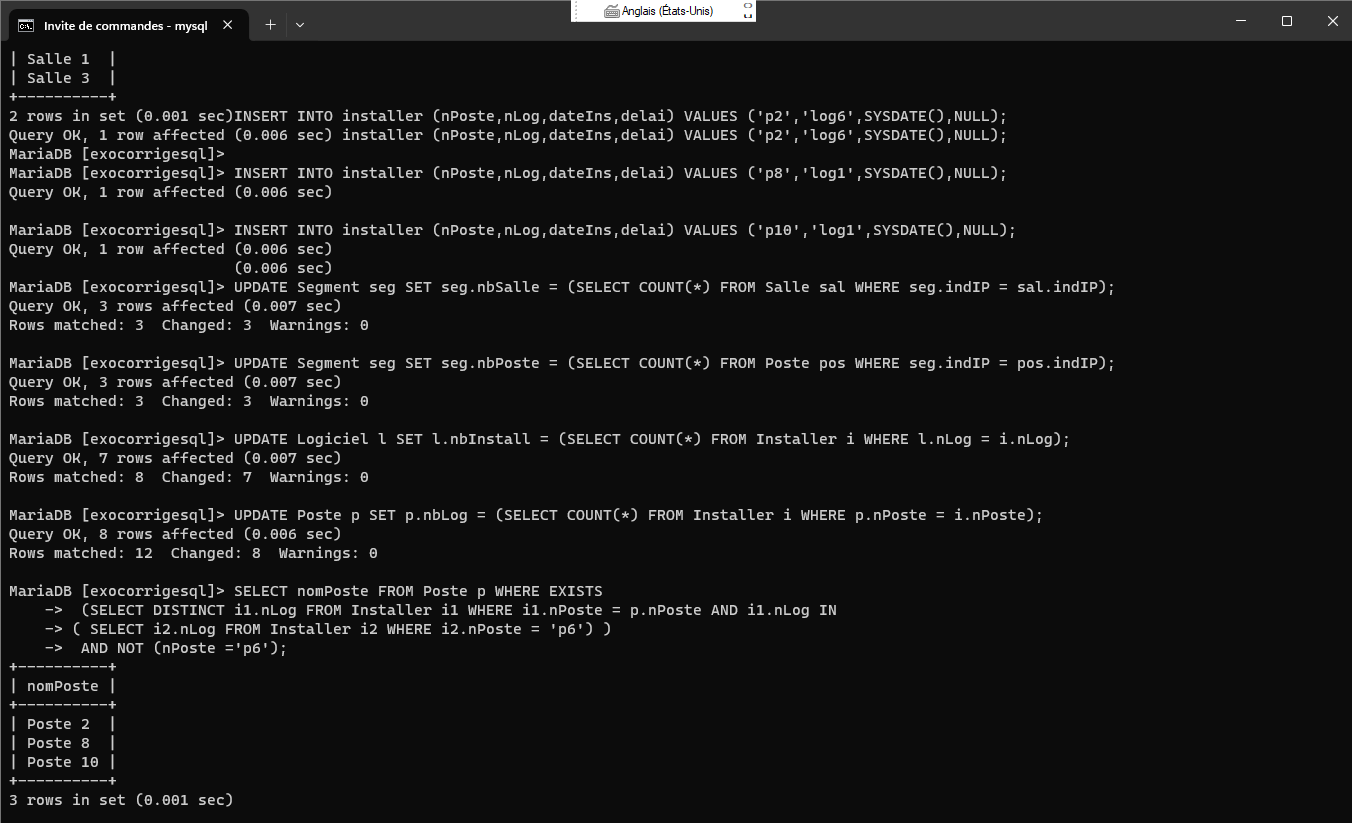 Anglais (États-Unis)
Invite de commandes - mysql
| Salle 1  |
| Salle 3  |
+----------+
2 rows in set (0.001 sec)INSERT INTO installer (nPoste,nLog,dateIns,delai) VALUES ('p2','log6',SYSDATE(),NULL);
Query OK, 1 row affected (0.006 sec) installer (nPoste,nLog,dateIns,delai) VALUES ('p2','log6',SYSDATE(),NULL);
MariaDB [exocorrigesql]>
MariaDB [exocorrigesql]> INSERT INTO installer (nPoste,nLog,dateIns,delai) VALUES ('p8','log1',SYSDATE(),NULL);
Query OK, 1 row affected (0.006 sec)

MariaDB [exocorrigesql]> INSERT INTO installer (nPoste,nLog,dateIns,delai) VALUES ('p10','log1',SYSDATE(),NULL);
Query OK, 1 row affected (0.006 sec)
                         (0.006 sec)
MariaDB [exocorrigesql]> UPDATE Segment seg SET seg.nbSalle = (SELECT COUNT(*) FROM Salle sal WHERE seg.indIP = sal.indIP);
Query OK, 3 rows affected (0.007 sec)
Rows matched: 3  Changed: 3  Warnings: 0

MariaDB [exocorrigesql]> UPDATE Segment seg SET seg.nbPoste = (SELECT COUNT(*) FROM Poste pos WHERE seg.indIP = pos.indIP);
Query OK, 3 rows affected (0.007 sec)
Rows matched: 3  Changed: 3  Warnings: 0

MariaDB [exocorrigesql]> UPDATE Logiciel l SET l.nbInstall = (SELECT COUNT(*) FROM Installer i WHERE l.nLog = i.nLog);
Query OK, 7 rows affected (0.007 sec)
Rows matched: 8  Changed: 7  Warnings: 0

MariaDB [exocorrigesql]> UPDATE Poste p SET p.nbLog = (SELECT COUNT(*) FROM Installer i WHERE p.nPoste = i.nPoste);
Query OK, 8 rows affected (0.006 sec)
Rows matched: 12  Changed: 8  Warnings: 0

MariaDB [exocorrigesql]> SELECT nomPoste FROM Poste p WHERE EXISTS
    ->  (SELECT DISTINCT i1.nLog FROM Installer i1 WHERE i1.nPoste = p.nPoste AND i1.nLog IN
    -> ( SELECT i2.nLog FROM Installer i2 WHERE i2.nPoste = 'p6') )
    ->  AND NOT (nPoste ='p6');
+----------+
| nomPoste |
+----------+
| Poste 2  |
| Poste 8  |
| Poste 10 |
+----------+
3 rows in set (0.001 sec)